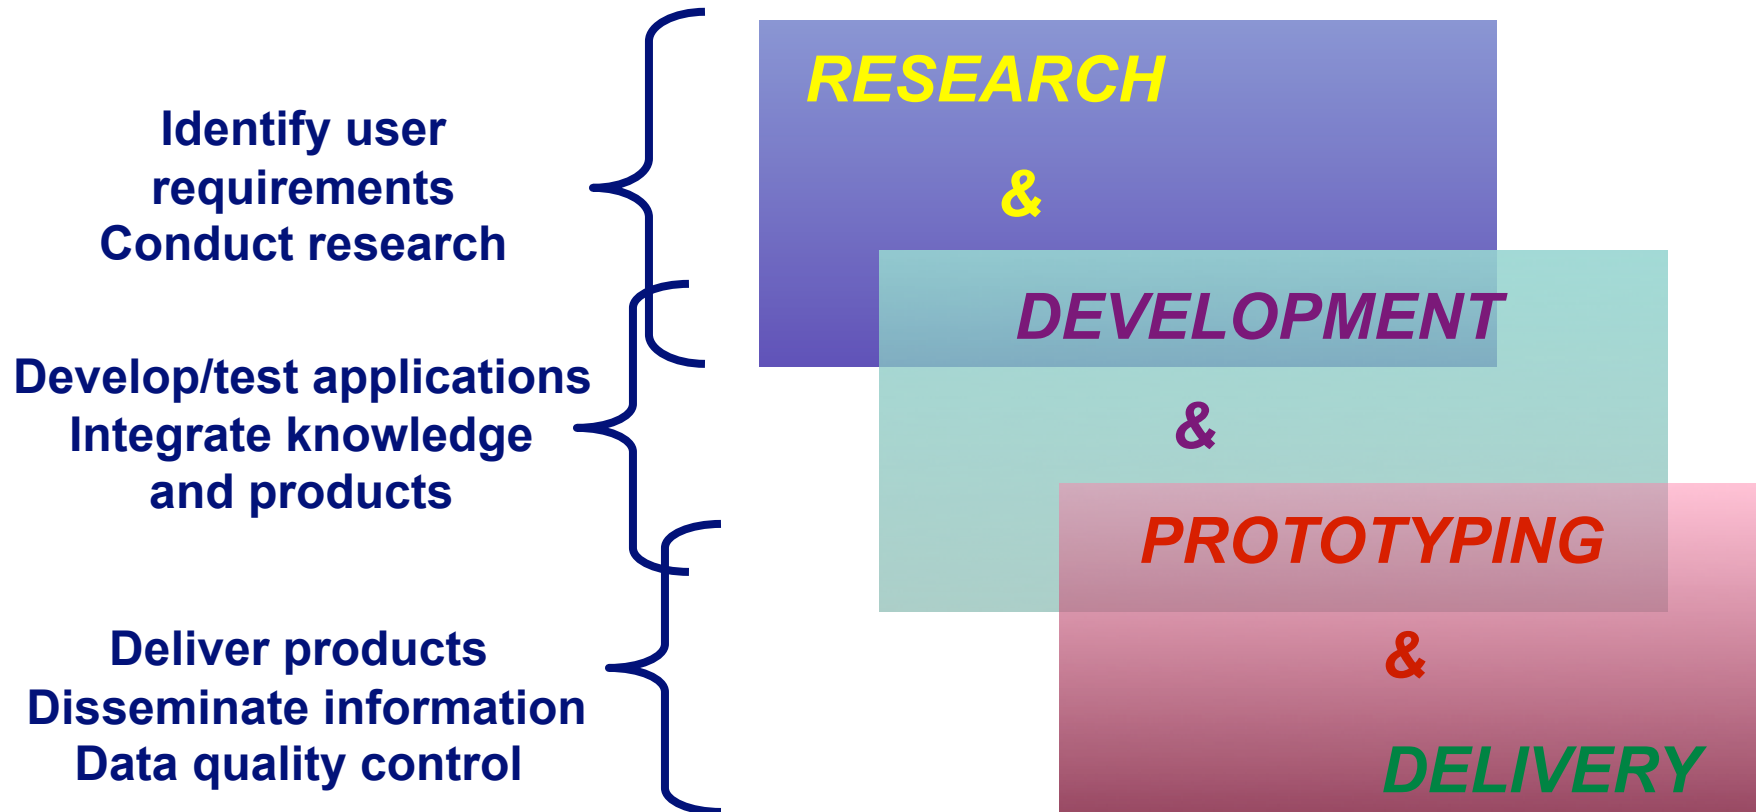 Identify user
requirements
Conduct research
Develop/test applications
Integrate knowledge
and products
Deliver products
Disseminate information
Data quality control
RESEARCH
&
DEVELOPMENT
&
PROTOTYPING
&
DELIVERY